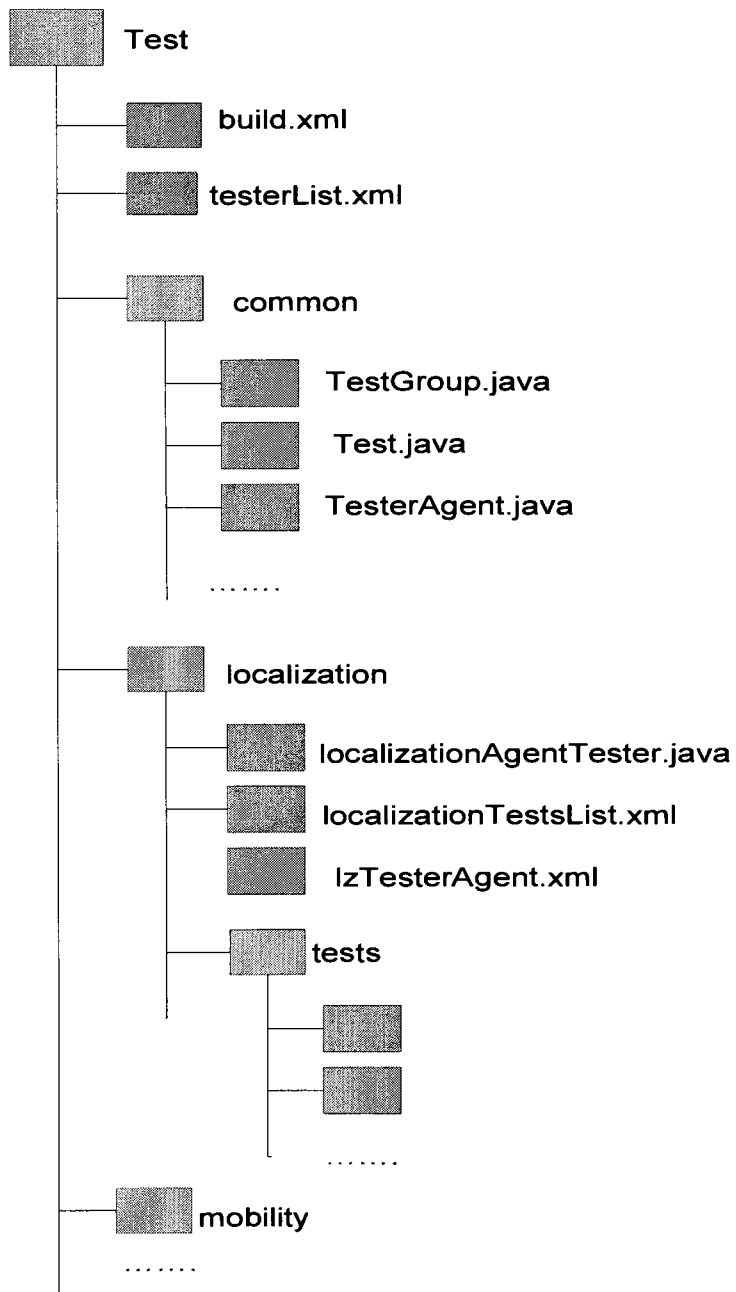 Test
build.xml
testerList.xml
common
TestGroup.java
Test.java
TesterAgent.java
.......
localization
localizationAgentTester.java
localizationTestsList.xml
lzTesterAgent.xml
tests
.......
mobility
.......